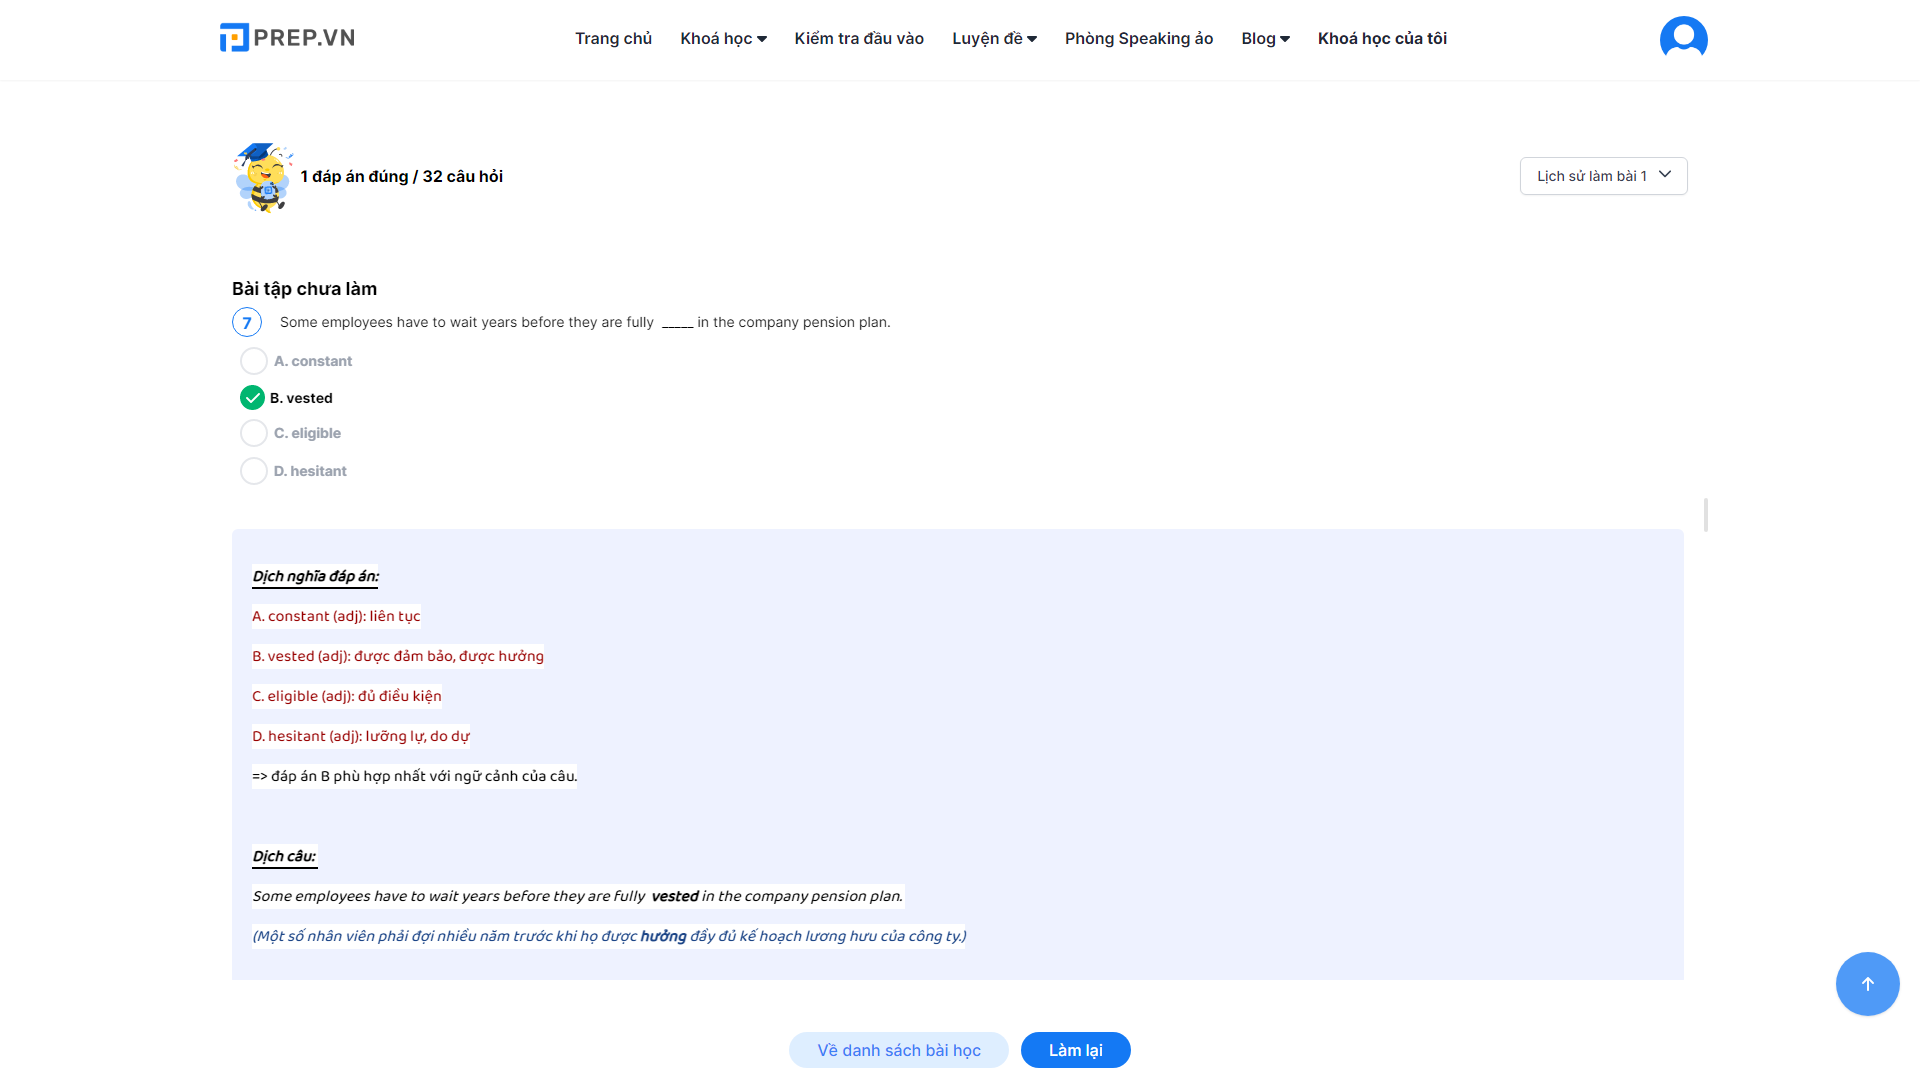 PREP.VN
Trang chủ Khoá học Kiểm tra đầu vào Luyện đề Phòng Speaking ảo Blog Khoá học của tôi
1 đáp án đúng / 32 câu hỏi
Lịch sử làm bài 1
Bài tập chưa làm
7 Some employees have to wait years before they are fully _____ in the company pension plan.
A. constant
B. vested
C. eligible
D. hesitant
Dịch nghĩa đáp án:
A. constant (adj): liên tục
B. vested (adj): được đảm bảo, được hưởng
C. eligible (adj): đủ điều kiện
D. hesitant (adj): lưỡng lự, do dự
=> đáp án B phù hợp nhất với ngữ cảnh của câu.
Dịch câu:
Some employees have to wait years before they are fully vested in the company pension plan.
(Một số nhân viên phải đợi nhiều năm trước khi họ được hưởng đầy đủ kế hoạch lương hưu của công ty.)
Về danh sách bài học Làm lại